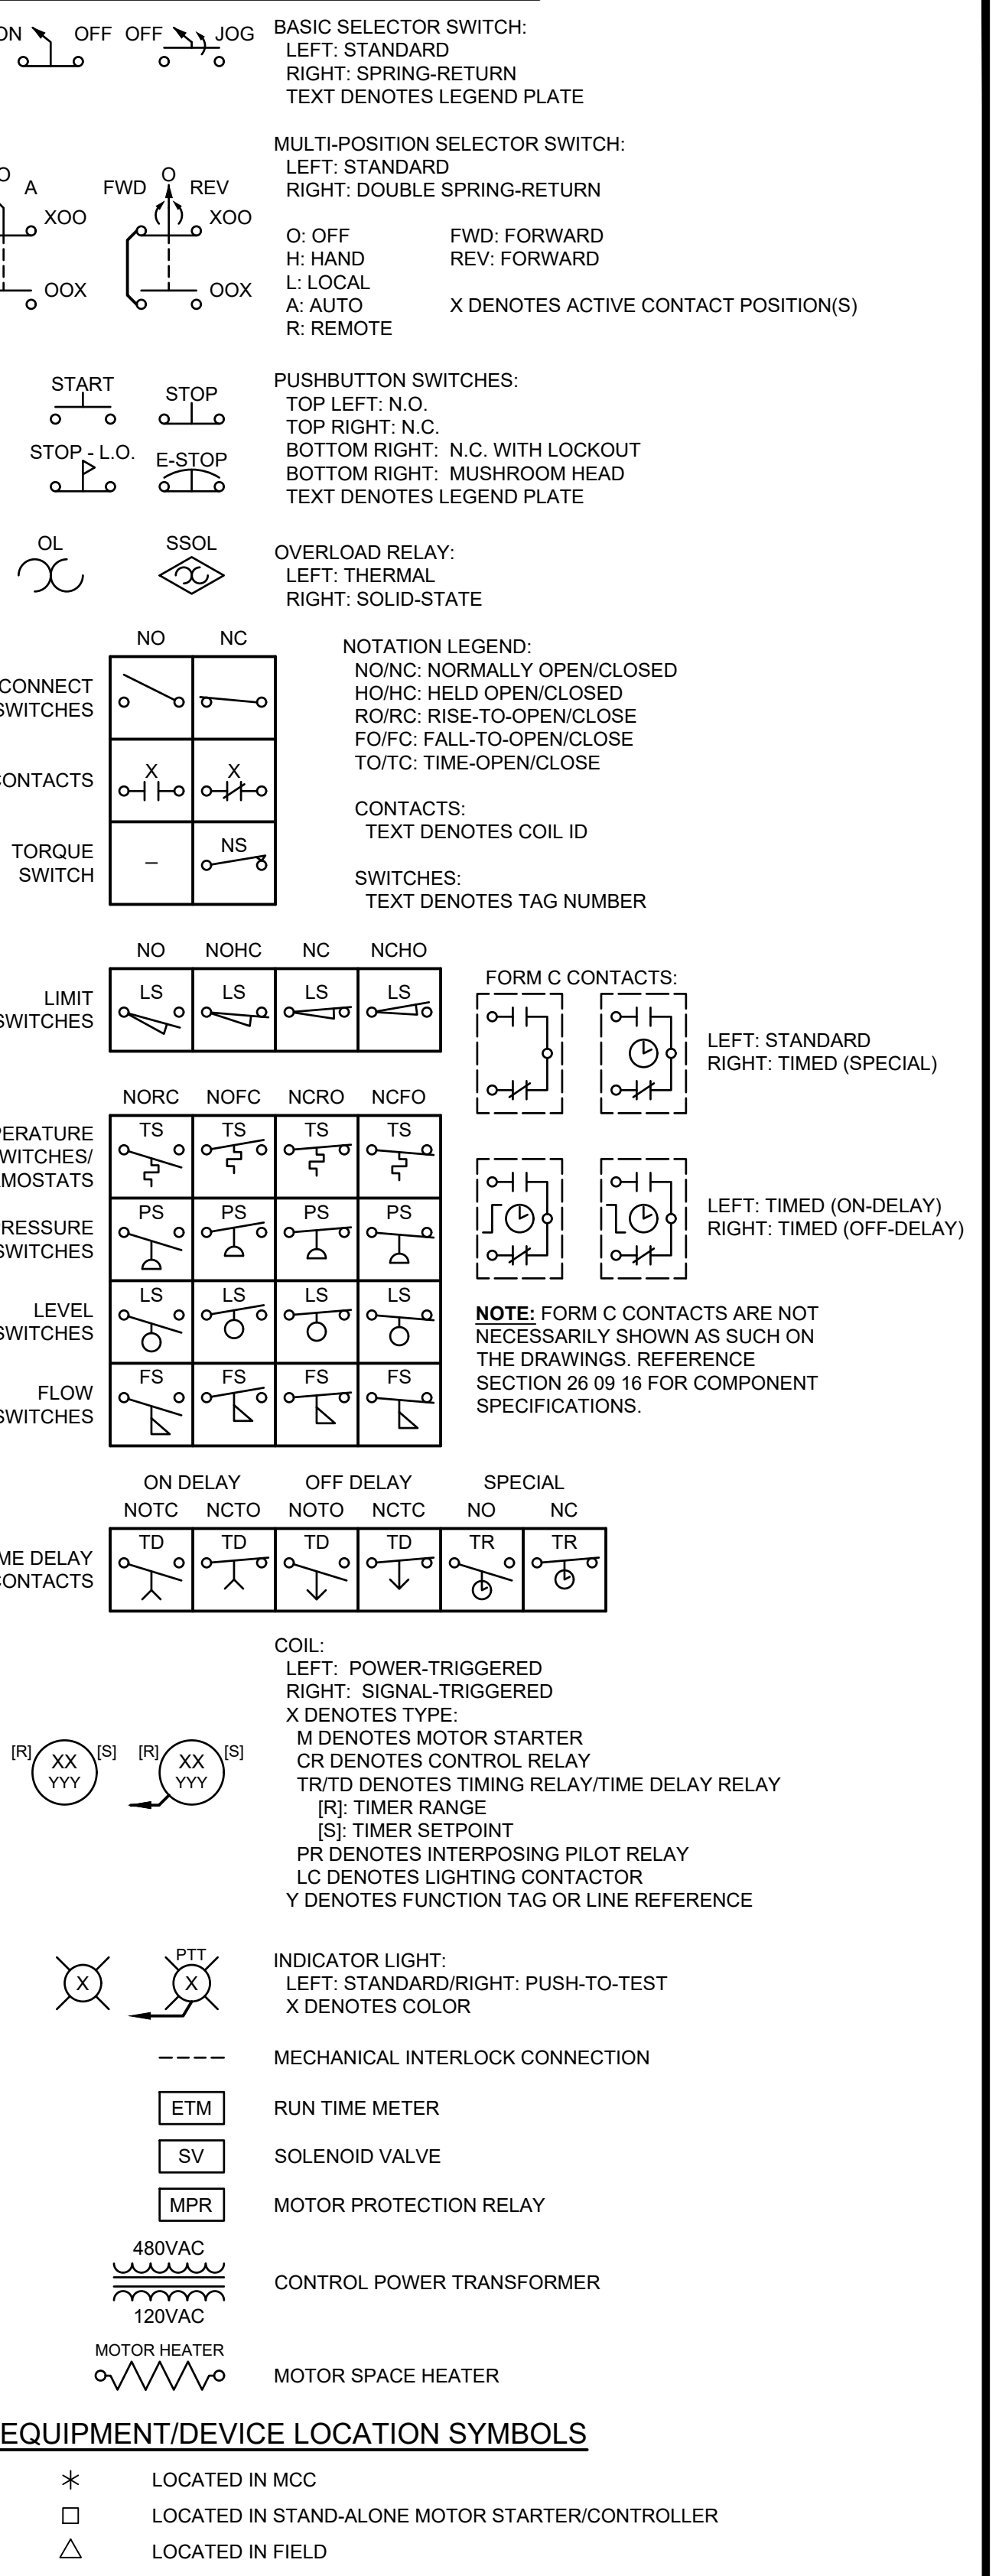 OFF OFF JOG
BASIC SELECTOR SWITCH:
LEFT: STANDARD
RIGHT: SPRING-RETURN
TEXT DENOTES LEGEND PLATE
MULTI-POSITION SELECTOR SWITCH:
LEFT: STANDARD
RIGHT: DOUBLE SPRING-RETURN
A FWD O REV
XOO XOO
OOX OOX
O: OFF FWD: FORWARD
H: HAND REV: FORWARD
L: LOCAL
A: AUTO X DENOTES ACTIVE CONTACT POSITION(S)
R: REMOTE
START STOP
STOP - L.O. E-STOP
PUSHBUTTON SWITCHES:
TOP LEFT: N.O.
TOP RIGHT: N.C.
BOTTOM RIGHT: N.C. WITH LOCKOUT
BOTTOM RIGHT: MUSHROOM HEAD
TEXT DENOTES LEGEND PLATE
OL SSOL
OVERLOAD RELAY:
LEFT: THERMAL
RIGHT: SOLID-STATE
NO NC
CONNECT
SWITCHES
X X
CONTACTS
TORQUE
SWITCH
– NS
NOTATION LEGEND:
NO/NC: NORMALLY OPEN/CLOSED
HO/HC: HELD OPEN/CLOSED
RO/RC: RISE-TO-OPEN/CLOSE
FO/FC: FALL-TO-OPEN/CLOSE
TO/TC: TIME-OPEN/CLOSE
CONTACTS:
TEXT DENOTES COIL ID
SWITCHES:
TEXT DENOTES TAG NUMBER
NO NOHC NC NCHO
LIMIT
SWITCHES
LS LS LS LS
FORM C CONTACTS:
LEFT: STANDARD
RIGHT: TIMED (SPECIAL)
NORC NOFC NCRO NCFO
PERATURE
WITCHES/
MOSTATS
TS TS TS TS
RESSURE
SWITCHES
PS PS PS PS
LEVEL
SWITCHES
LS LS LS LS
FLOW
SWITCHES
FS FS FS FS
LEFT: TIMED (ON-DELAY)
RIGHT: TIMED (OFF-DELAY)
NOTE: FORM C CONTACTS ARE NOT
NECESSARILY SHOWN AS SUCH ON
THE DRAWINGS. REFERENCE
SECTION 26 09 16 FOR COMPONENT
SPECIFICATIONS.
ON DELAY OFF DELAY SPECIAL
NOTC NCTO NOTO NCTC NO NC
ME DELAY
CONTACTS
TD TD TD TD TR TR
COIL:
LEFT: POWER-TRIGGERED
RIGHT: SIGNAL-TRIGGERED
X DENOTES TYPE:
M DENOTES MOTOR STARTER
CR DENOTES CONTROL RELAY
TR/TD DENOTES TIMING RELAY/TIME DELAY RELAY
[R]: TIMER RANGE
[S]: TIMER SETPOINT
PR DENOTES INTERPOSING PILOT RELAY
LC DENOTES LIGHTING CONTACTOR
Y DENOTES FUNCTION TAG OR LINE REFERENCE
[R] XX [S] [R] XX [S]
YYY YYY
PTT
X X
INDICATOR LIGHT:
LEFT: STANDARD/RIGHT: PUSH-TO-TEST
X DENOTES COLOR
MECHANICAL INTERLOCK CONNECTION
ETM RUN TIME METER
SV SOLENOID VALVE
MPR MOTOR PROTECTION RELAY
480VAC
CONTROL POWER TRANSFORMER
120VAC
MOTOR HEATER
MOTOR SPACE HEATER
EQUIPMENT/DEVICE LOCATION SYMBOLS
LOCATED IN MCC
LOCATED IN STAND-ALONE MOTOR STARTER/CONTROLLER
LOCATED IN FIELD